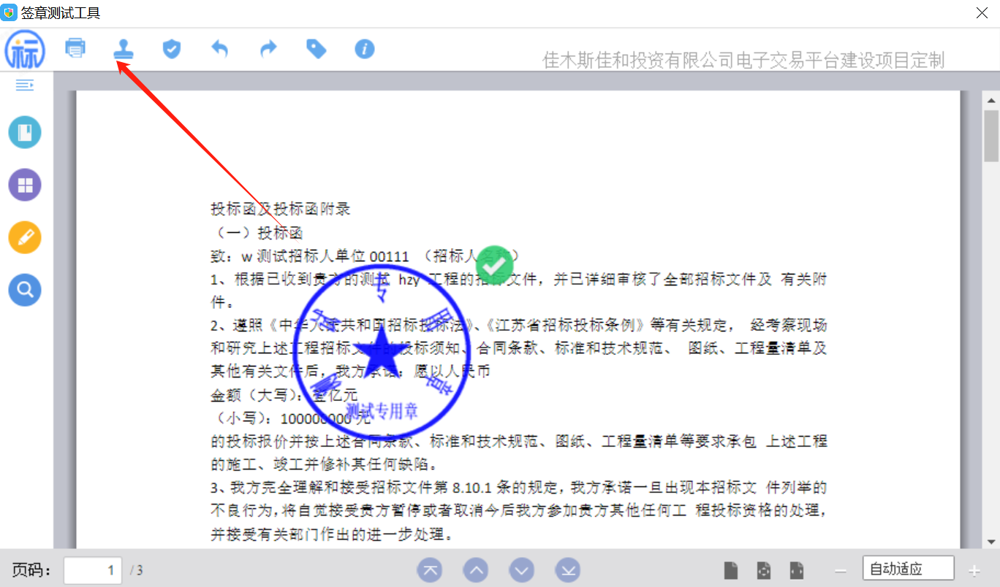 签章测试工具
标
佳木斯佳和投资有限公司电子交易平台建设项目定制
投标函及投标函附录
（一）投标函
致：w 测试招标人单位 00111 （招标人名称）
1、根据已收到贵方的测试 hzy 工程的招标文件，并已详细审核了全部招标文件及 有关附
件。
2、遵照《中华人民共和国招标投标法》、《江苏省招标投标条例》等有关规定， 经考察现场
和研究上述工程招标文件的投标须知、合同条款、标准和技术规范、 图纸、工程量清单及
其他有关文件后，我方承诺：愿以人民币
金额（大写）：壹亿元
（小写）：100000000 元
的投标报价并按上述合同条款、标准和技术规范、图纸、工程量清单等要求承包 上述工程
的施工、竣工并修补其任何缺陷。
3、我方完全理解和接受招标文件第 8.10.1 条的规定，我方承诺一旦出现本招标文 件列举的
不良行为，将自觉接受贵方暂停或者取消今后我方参加贵方其他任何工 程投标资格的处理，
并接受有关部门作出的进一步处理。
测试专用章
测试专用章
页码： 1 / 3
自动适应